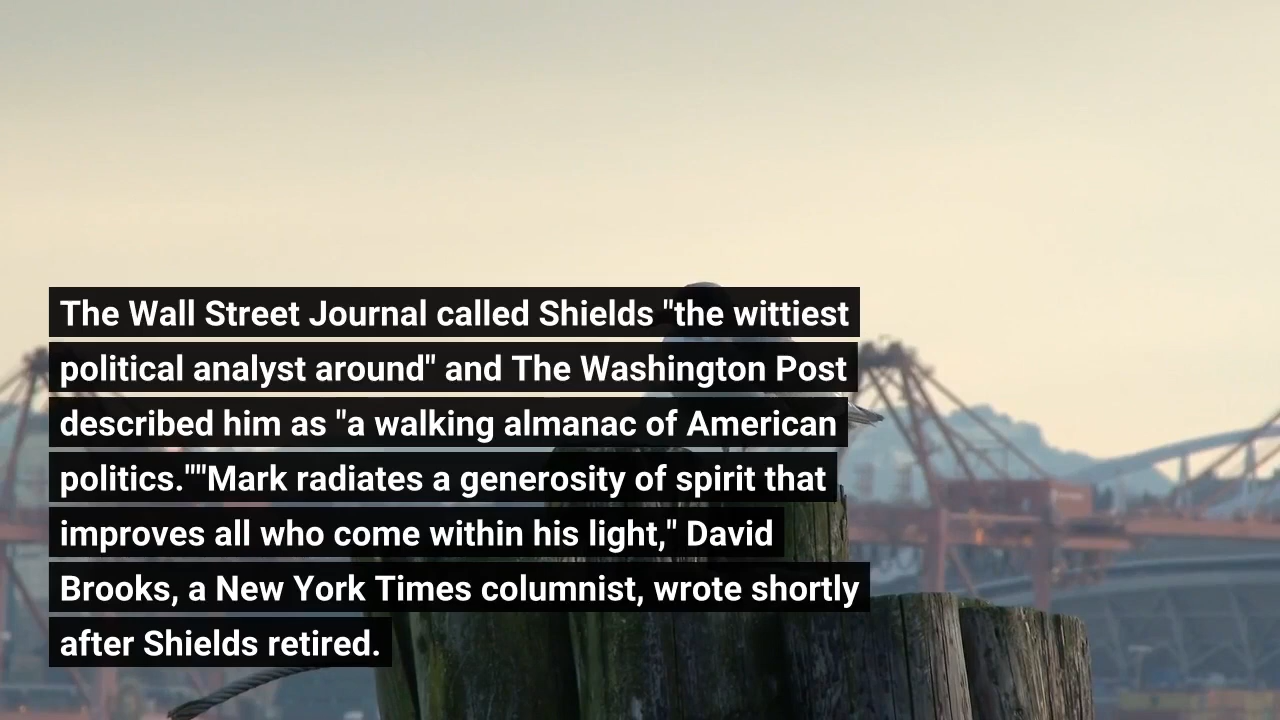 The Wall Street Journal called Shields "the wittiest
political analyst around" and The Washington Post
described him as "a walking almanac of American
politics.""Mark radiates a generosity of spirit that
improves all who come within his light," David
Brooks, a New York Times columnist, wrote shortly
after Shields retired.